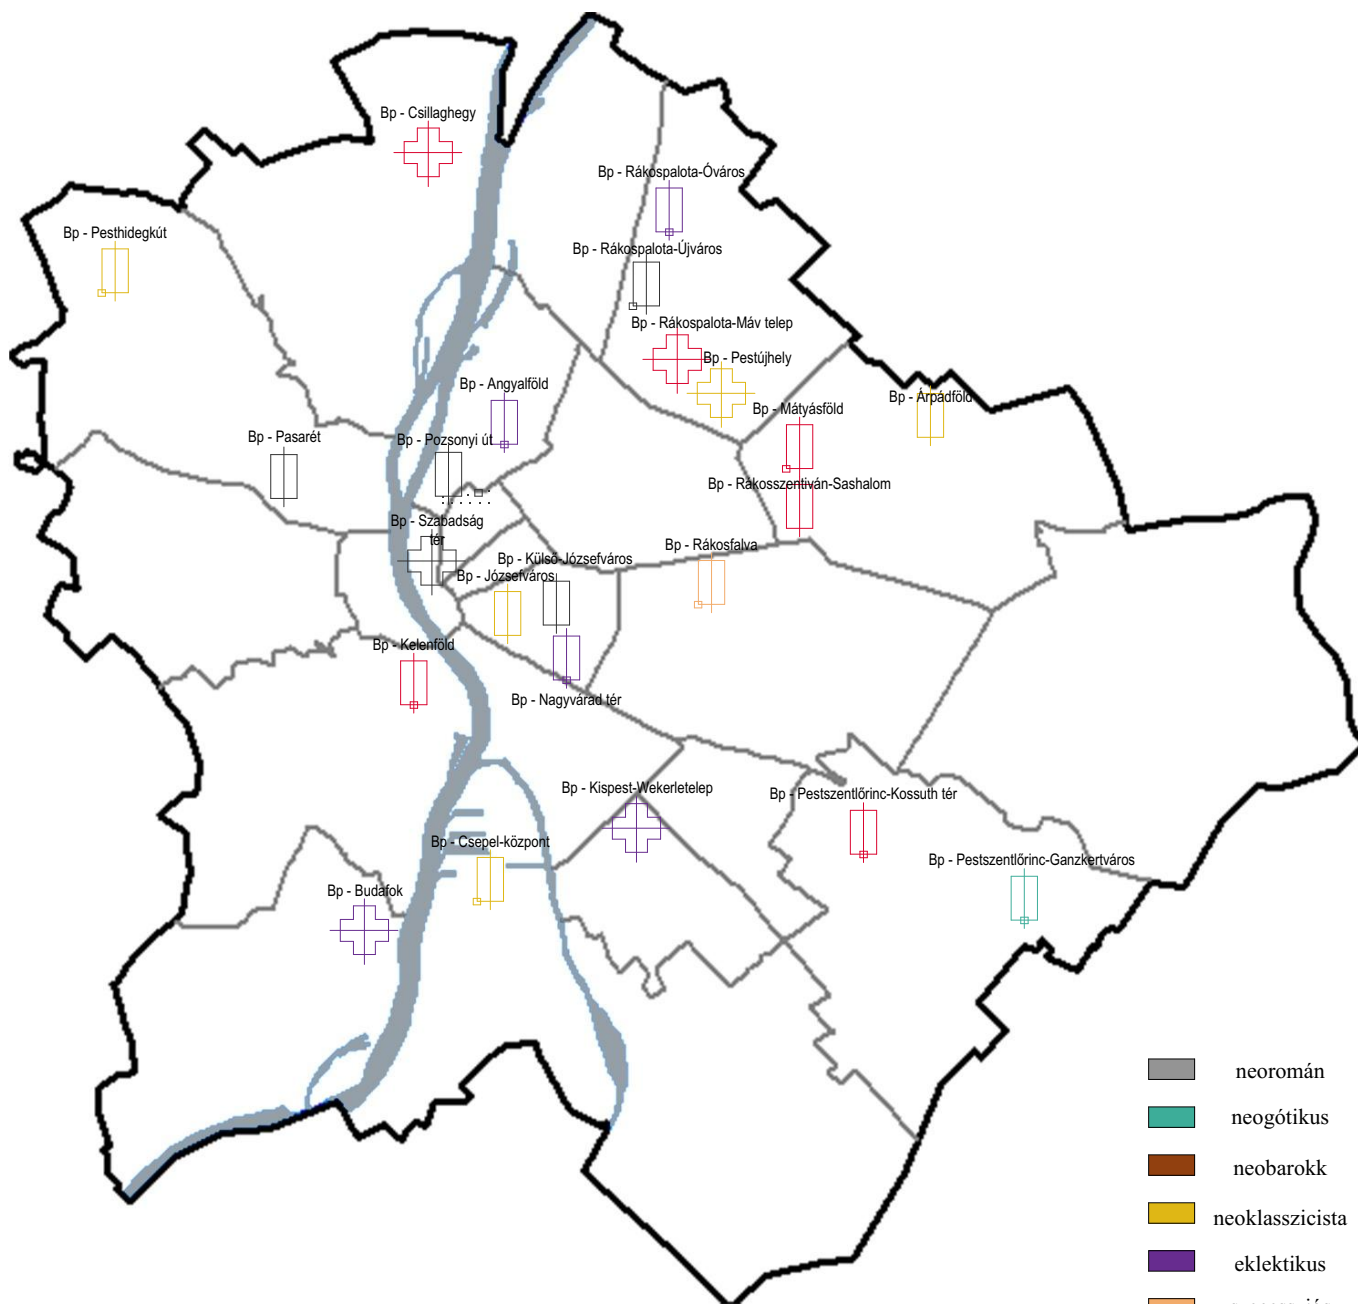 Bp - Csillaghegy
Bp - Rákospalota-Óváros
Bp - Pesthidegkút
Bp - Rákospalota-Újváros
Bp - Rákospalota-Máv telep
Bp - Pestújhely
Bp - Angyalföld
Bp - Árpádföld
Bp - Mátyásföld
Bp - Pasarét
Bp - Pozsonyi út
Bp - Rákosszentiván-Sashalom
Bp - Szabadság
tér
Bp - Rákosfalva
Bp - Külső-Józsefváros
Bp - Józsefváros
Bp - Kelenföld
Bp - Nagyvárad tér
Bp - Kispest-Wekerletelep
Bp - Pestszentlőrinc-Kossuth tér
Bp - Csepel-központ
Bp - Pestszentlőrinc-Ganzkertváros
Bp - Budafok
neoromán
neogótikus
neobarokk
neoklasszicista
eklektikus